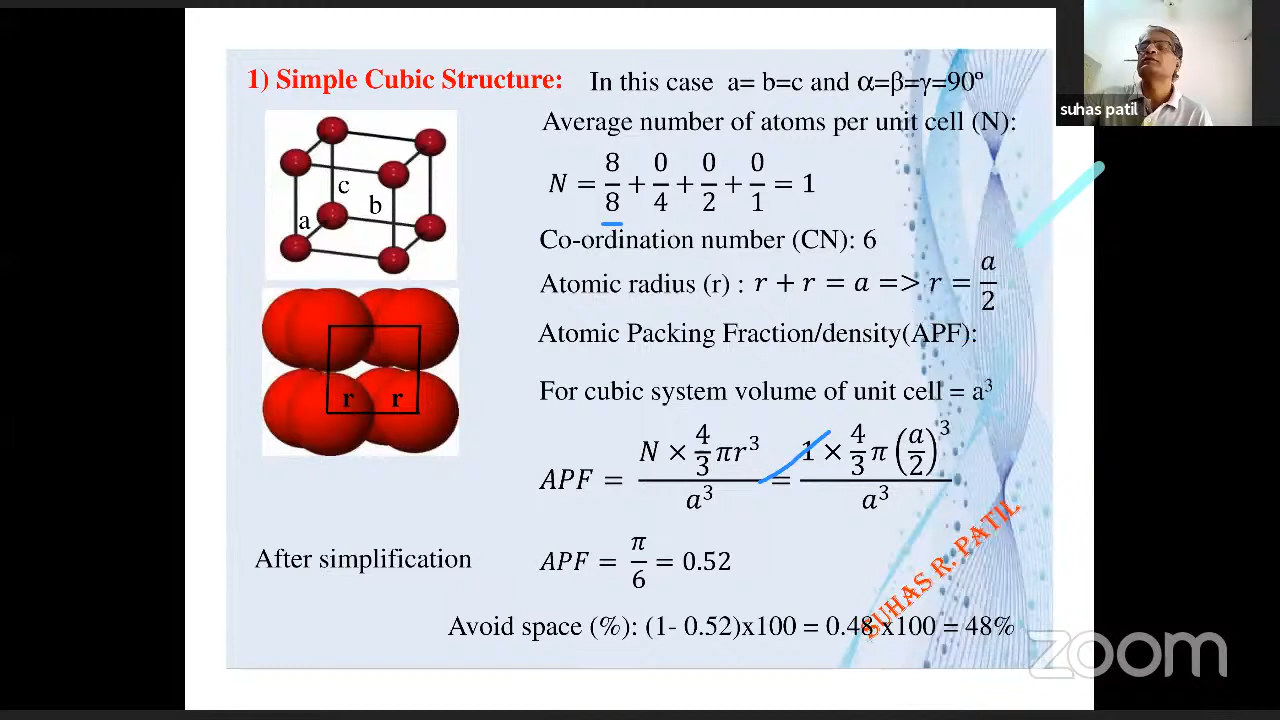 1) Simple Cubic Structure: In this case a= b=c and α=β=γ=90º
suhas patil
Average number of atoms per unit cell (N):
N = 8/8 + 0/4 + 0/2 + 0/1 = 1
c
b
a
Co-ordination number (CN): 6
Atomic radius (r) : r + r = a => r = a/2
Atomic Packing Fraction/density(APF):
For cubic system volume of unit cell = a³
r r
APF = (N × 4/3 πr³)/a³ = (1 × 4/3 π (a/2)³)/a³
After simplification APF = π/6 = 0.52
SUHAS R. PATIL
Avoid space (%): (1- 0.52)x100 = 0.48 x100 = 48%
zoom